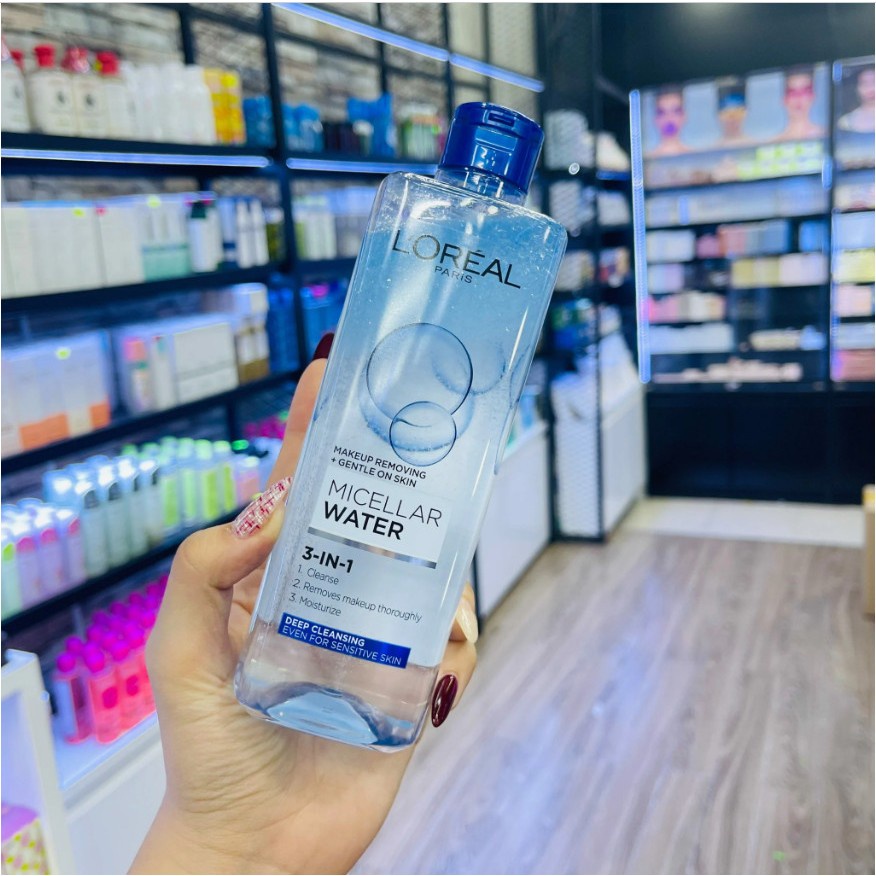 L'ORÉAL
PARIS
MAKEUP REMOVING
+ GENTLE ON SKIN
MICELLAR
WATER
3-IN-1
1. Cleanse
2. Removes makeup thoroughly
3. Moisturize
DEEP CLEANSING
EVEN FOR SENSITIVE SKIN